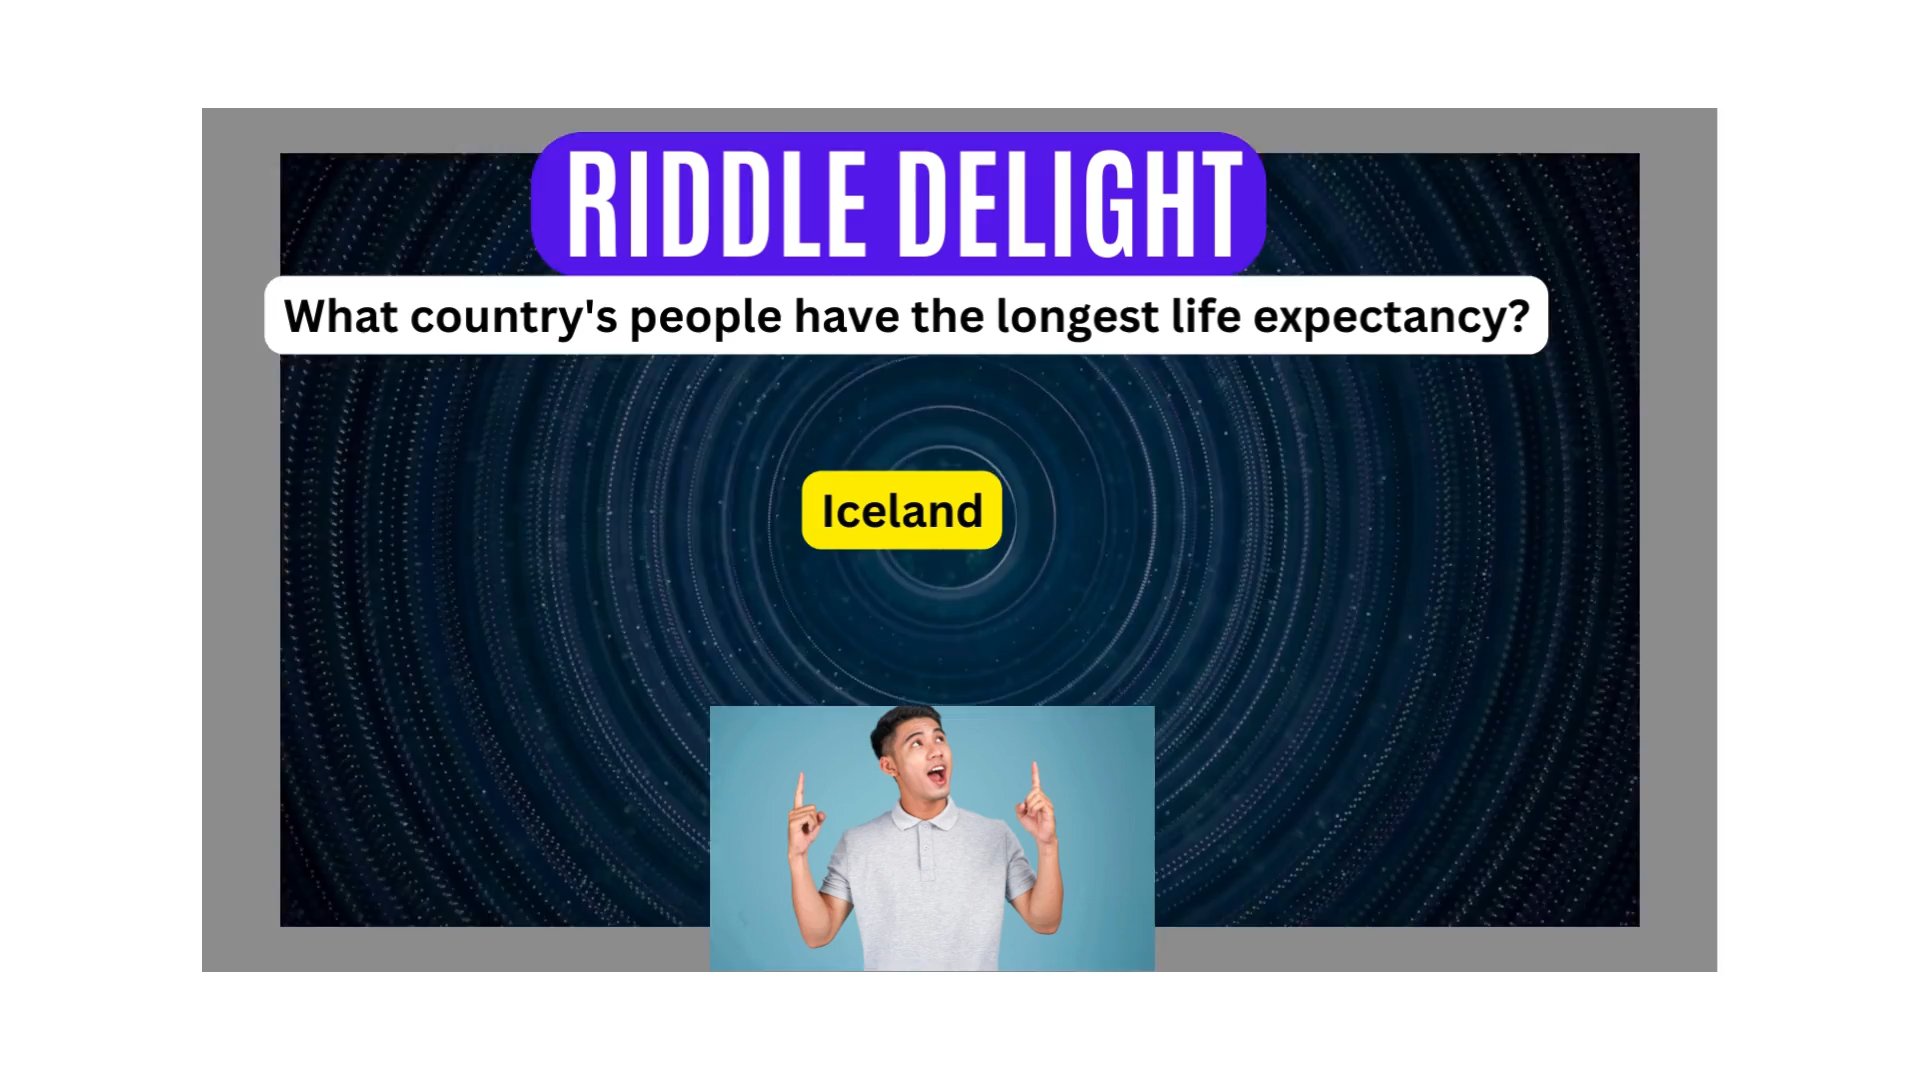 RIDDLE DELIGHT
What country's people have the longest life expectancy?
Iceland